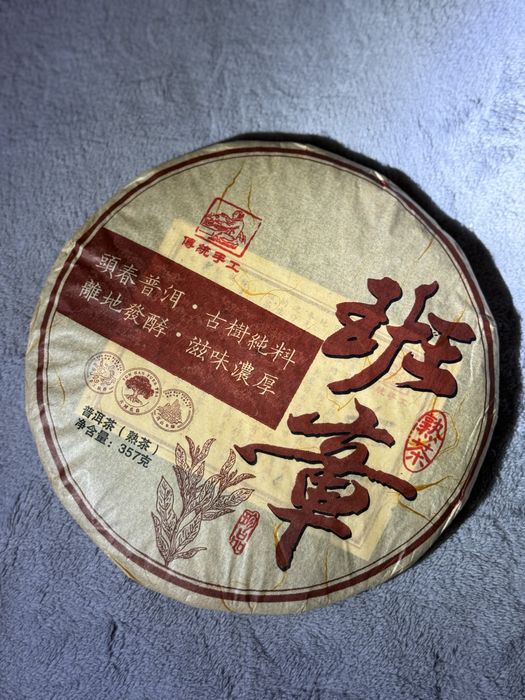 傳統手工
頭春普洱·古樹純料
離地發酵·滋味濃厚
班章
熟茶
普洱茶（熟茶）
净含量：357克